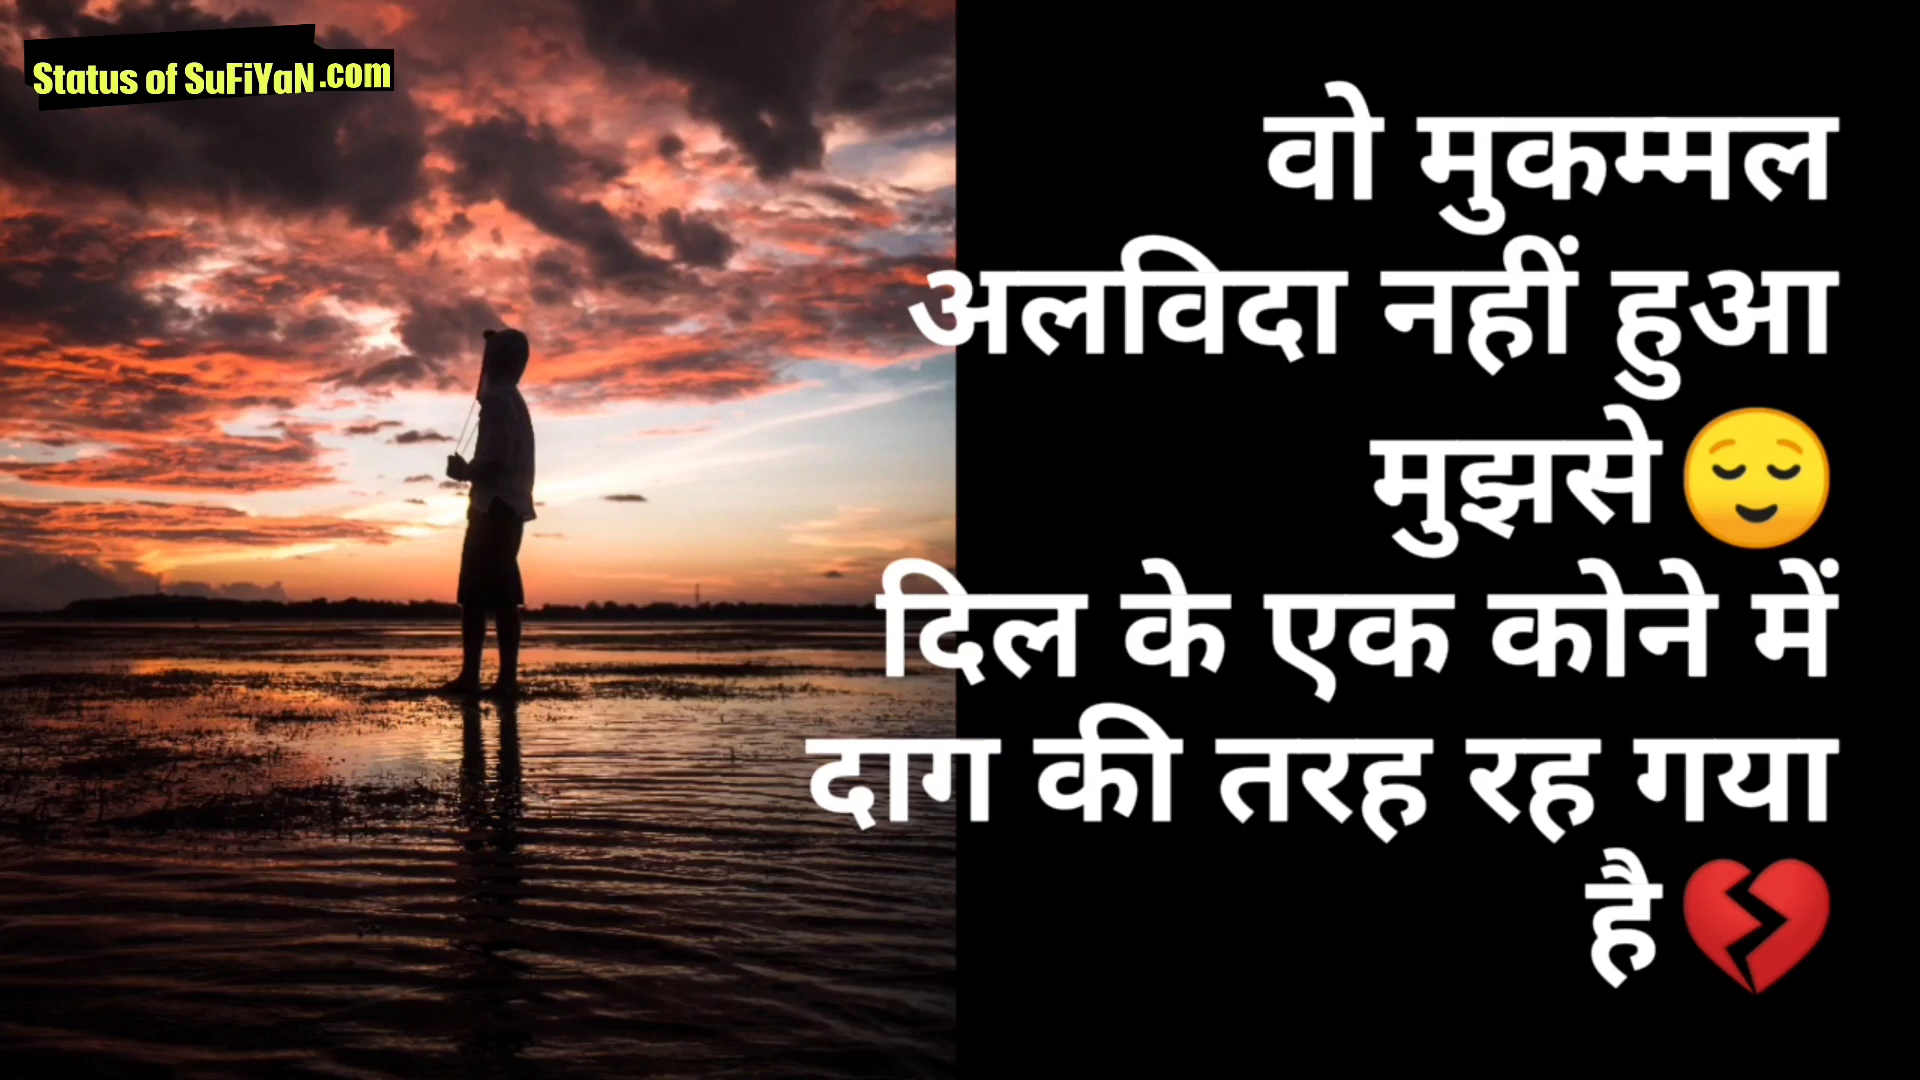 Status of SuFiYaN .com
वो मुकम्मल
अलविदा नहीं हुआ
मुझसे😌
दिल के एक कोने में
दाग की तरह रह गया
है💔